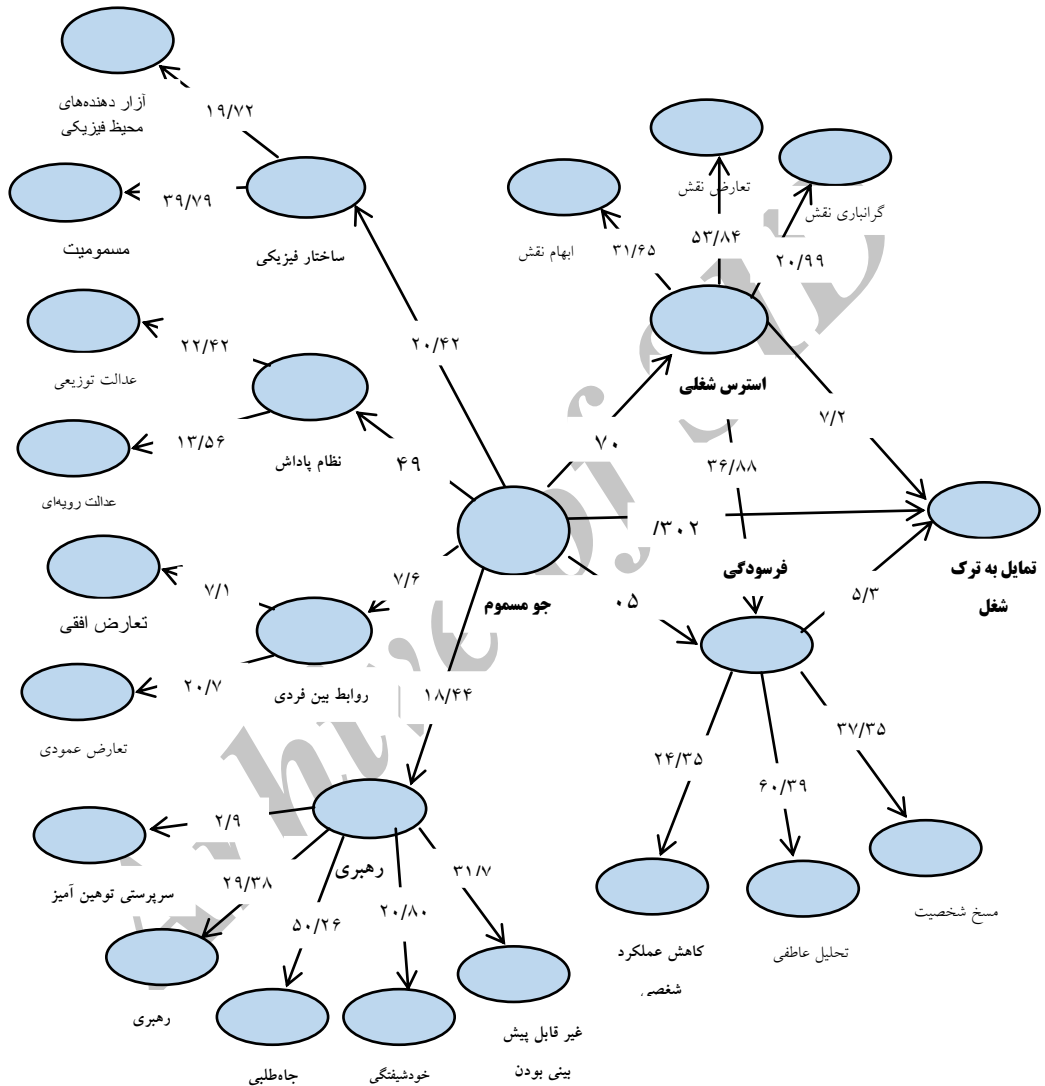 آزار دهنده‌های
محیظ فیزیکی
۱۹/۷۲
۳۹/۷۹
مسمومیت
ساختار فیزیکی
تعارض نقش
گرانباری نقش
ابهام نقش
۳۱/۶۵
۵۳/۸۴
۲۰/۹۹
۲۲/۴۲
عدالت توزیعی
۲۰/۴۲
استرس شغلی
۱۳/۵۶
نظام پاداش
عدالت رویه‌ای
۴۹
۷۰
۳۶/۸۸
۷/۲
/۳۰۲
۷/۱
تعارض افقی
۷/۶
جو مسموم
۰۵
فرسودگی
۵/۳
تمایل به ترک
شغل
۲۰/۷
روابط بین فردی
تعارض عمودی
۱۸/۴۴
۲۴/۳۵
۶۰/۳۹
۳۷/۳۵
۲/۹
سرپرستی توهین آمیز
رهبری
۲۹/۳۸
۵۰/۲۶
۲۰/۸۰
۳۱/۷
رهبری
جاه‌طلبی
خودشیفتگی
غیر قابل پیش
بینی بودن
کاهش عملکرد
شغصی
تحلیل عاطفی
مسخ شخصیت